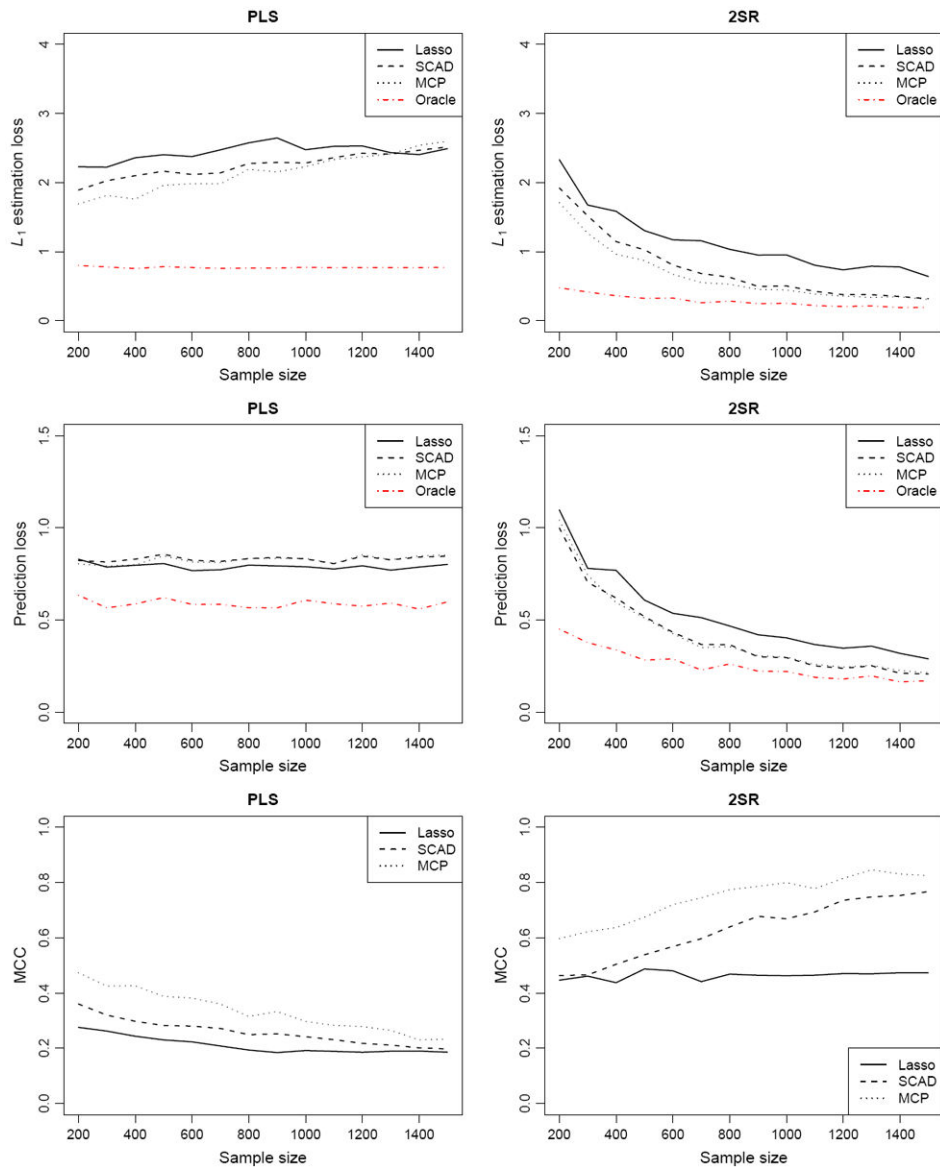 PLS
Lasso
SCAD
MCP
Oracle
L1 estimation loss
4
3
2
1
0
200 400 600 800 1000 1200 1400
Sample size
2SR
Lasso
SCAD
MCP
Oracle
L1 estimation loss
4
3
2
1
0
200 400 600 800 1000 1200 1400
Sample size
PLS
Lasso
SCAD
MCP
Oracle
Prediction loss
1.5
1.0
0.5
0.0
200 400 600 800 1000 1200 1400
Sample size
2SR
Lasso
SCAD
MCP
Oracle
Prediction loss
1.5
1.0
0.5
0.0
200 400 600 800 1000 1200 1400
Sample size
PLS
Lasso
SCAD
MCP
MCC
1.0
0.8
0.6
0.4
0.2
0.0
200 400 600 800 1000 1200 1400
Sample size
2SR
MCC
1.0
0.8
0.6
0.4
0.2
0.0
Lasso
SCAD
MCP
200 400 600 800 1000 1200 1400
Sample size